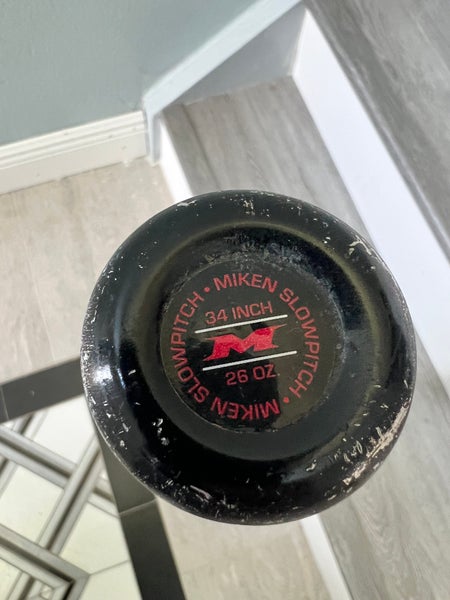 MIKEN SLOWPITCH • MIKEN SLOWPITCH •
34 INCH
M
26 OZ